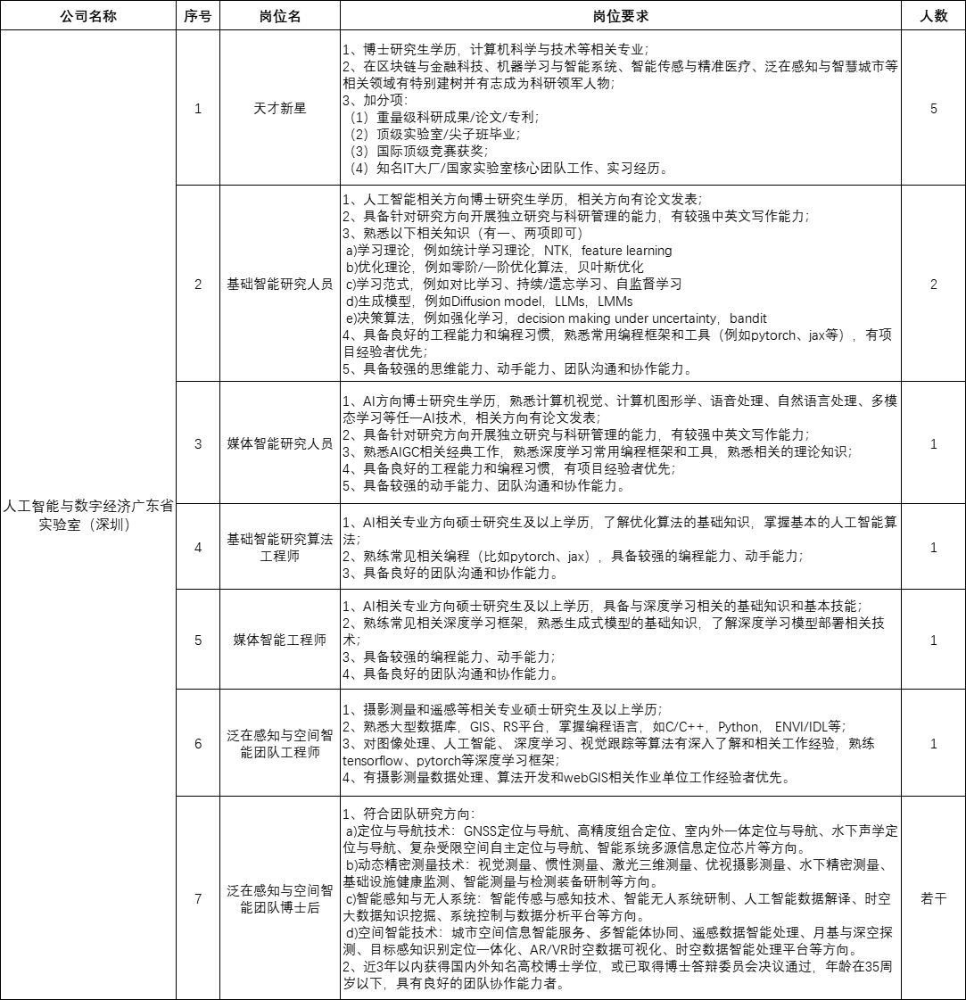 公司名称 序号 岗位名 岗位要求 人数
人工智能与数字经济广东省
实验室（深圳）
1
天才新星
1、博士研究生学历，计算机科学与技术等相关专业；
2、在区块链与金融科技、机器学习与智能系统、智能传感与精准医疗、泛在感知与智慧城市等
相关领域有特别建树并有志成为科研领军人物；
3、加分项：
（1）重量级科研成果/论文/专利；
（2）顶级实验室/尖子班毕业；
（3）国际顶级竞赛获奖；
（4）知名IT大厂/国家实验室核心团队工作、实习经历。
5
2
基础智能研究人员
1、人工智能相关方向博士研究生学历，相关方向有论文发表；
2、具备针对研究方向开展独立研究与科研管理的能力，有较强中英文写作能力；
3、熟悉以下相关知识（有一、两项即可）
a)学习理论，例如统计学习理论，NTK，feature learning
b)优化理论，例如零阶/一阶优化算法，贝叶斯优化
c)学习范式，例如对比学习、持续/遗忘学习、自监督学习
d)生成模型，例如Diffusion model，LLMs，LMMs
e)决策算法，例如强化学习，decision making under uncertainty，bandit
4、具备良好的工程能力和编程习惯，熟悉常用编程框架和工具（例如pytorch、jax等），有项
目经验者优先；
5、具备较强的思维能力、动手能力、团队沟通和协作能力。
2
3
媒体智能研究人员
1、AI方向博士研究生学历，熟悉计算机视觉、计算机图形学、语音处理、自然语言处理、多模
态学习等任一AI技术，相关方向有论文发表；
2、具备针对研究方向开展独立研究与科研管理的能力，有较强中英文写作能力；
3、熟悉AIGC相关经典工作，熟悉深度学习常用编程框架和工具，熟悉相关的理论知识；
4、具备良好的工程能力和编程习惯，有项目经验者优先；
5、具备较强的动手能力、团队沟通和协作能力。
1
4
基础智能研究算法
工程师
1、AI相关专业方向硕士研究生及以上学历，了解优化算法的基础知识，掌握基本的人工智能算
法；
2、熟练常见相关编程（比如pytorch、jax），具备较强的编程能力、动手能力；
3、具备良好的团队沟通和协作能力。
1
5
媒体智能工程师
1、AI相关专业方向硕士研究生及以上学历，具备与深度学习相关的基础知识和基本技能；
2、熟练常见相关深度学习框架，熟悉生成式模型的基础知识，了解深度学习模型部署相关技
术；
3、具备较强的编程能力、动手能力；
4、具备良好的团队沟通和协作能力。
1
6
泛在感知与空间智
能团队工程师
1、摄影测量和遥感等相关专业硕士研究生及以上学历；
2、熟悉大型数据库，GIS、RS平台，掌握编程语言，如C/C++，Python， ENVI/IDL等；
3、对图像处理、人工智能、 深度学习、视觉跟踪等算法有深入了解和相关工作经验，熟练
tensorflow、pytorch等深度学习框架；
4、有摄影测量数据处理、算法开发和webGIS相关作业单位工作经验者优先。
1
7
泛在感知与空间智
能团队博士后
1、符合团队研究方向：
a)定位与导航技术：GNSS定位与导航、高精度组合定位、室内外一体定位与导航、水下声学定
位与导航、复杂受限空间自主定位与导航、智能系统多源信息定位芯片等方向。
b)动态精密测量技术：视觉测量、惯性测量、激光三维测量、优视摄影测量、水下精密测量、
基础设施健康监测、智能测量与检测装备研制等方向。
c)智能感知与无人系统：智能传感与感知技术、智能无人系统研制、人工智能数据解译、时空
大数据知识挖掘、系统控制与数据分析平台等方向。
d)空间智能技术：城市空间信息智能服务、多智能体协同、遥感数据智能处理、月基与深空探
测、目标感知识别定位一体化、AR/VR时空数据可视化、时空数据智能处理平台等方向。
2、近3年以内获得国内外知名高校博士学位，或已取得博士答辩委员会决议通过，年龄在35周
岁以下，具有良好的团队协作能力者。
若干